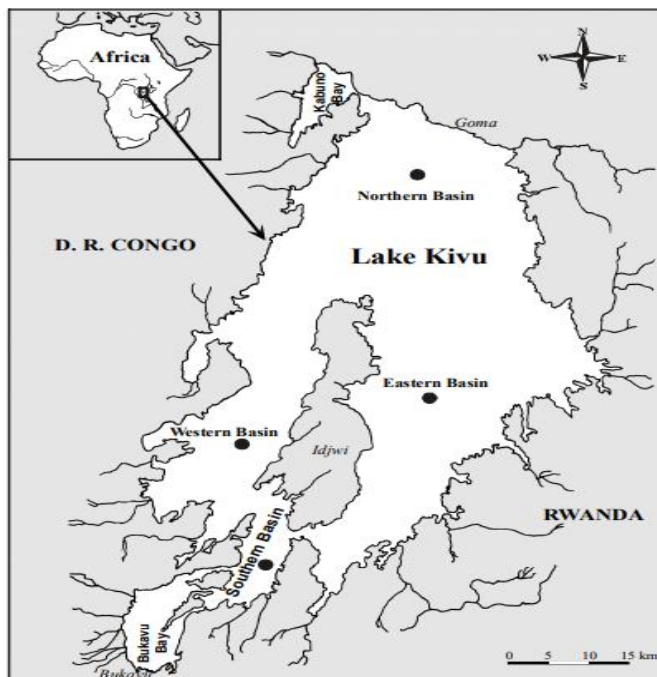 Africa
N
W E
S
Kabuno
Bay
Goma
Northern Basin
D. R. CONGO
Lake Kivu
Eastern Basin
Western Basin
Idjwi
RWANDA
Southern Basin
Bukavu
Bay
Bukavu
0 5 10 15 km